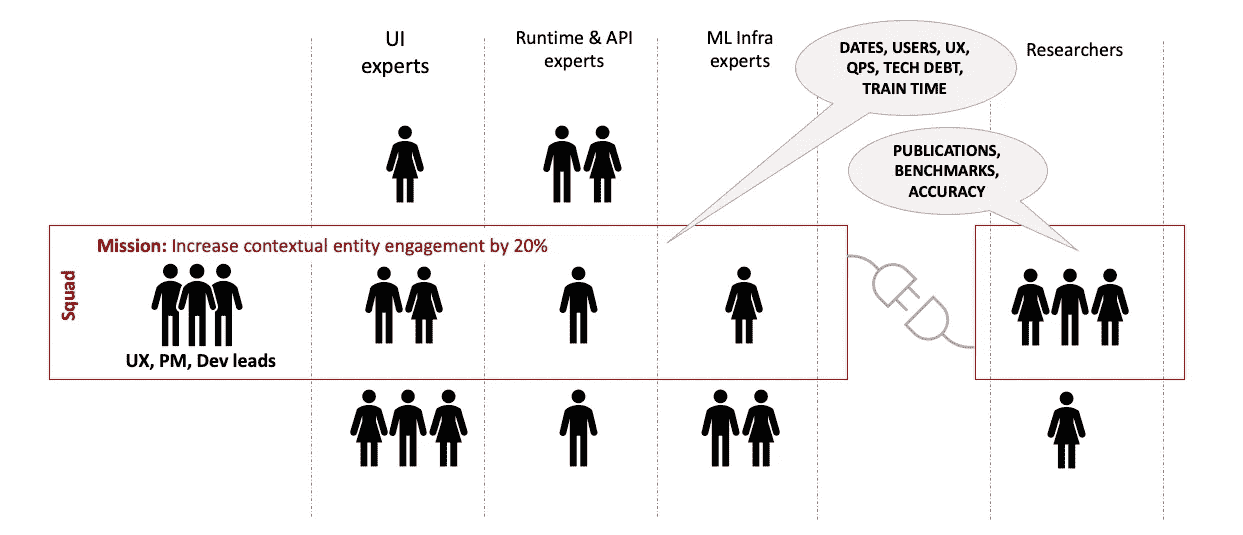 UI
experts
Runtime & API
experts
ML Infra
experts
DATES, USERS, UX,
QPS, TECH DEBT,
TRAIN TIME
Researchers
PUBLICATIONS,
BENCHMARKS,
ACCURACY
Mission: Increase contextual entity engagement by 20%
Squad
UX, PM, Dev leads